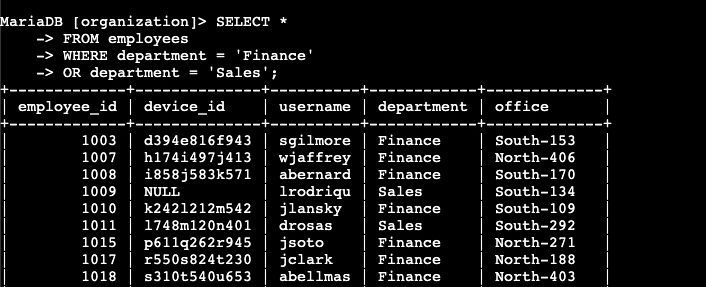 MariaDB [organization]> SELECT *
    -> FROM employees
    -> WHERE department = 'Finance'
    -> OR department = 'Sales';
+-------------+--------------+----------+------------+-------------+
| employee_id | device_id    | username | department | office      |
+-------------+--------------+----------+------------+-------------+
|        1003 | d394e816f943 | sgilmore | Finance    | South-153   |
|        1007 | h174i497j413 | wjaffrey | Finance    | North-406   |
|        1008 | i858j583k571 | abernard | Finance    | South-170   |
|        1009 | NULL         | lrodriqu | Sales      | South-134   |
|        1010 | k242l212m542 | jlansky  | Finance    | South-109   |
|        1011 | l748m120n401 | drosas   | Sales      | South-292   |
|        1015 | p611q262r945 | jsoto    | Finance    | North-271   |
|        1017 | r550s824t230 | jclark   | Finance    | North-188   |
|        1018 | s310t540u653 | abellmas | Finance    | North-403   |